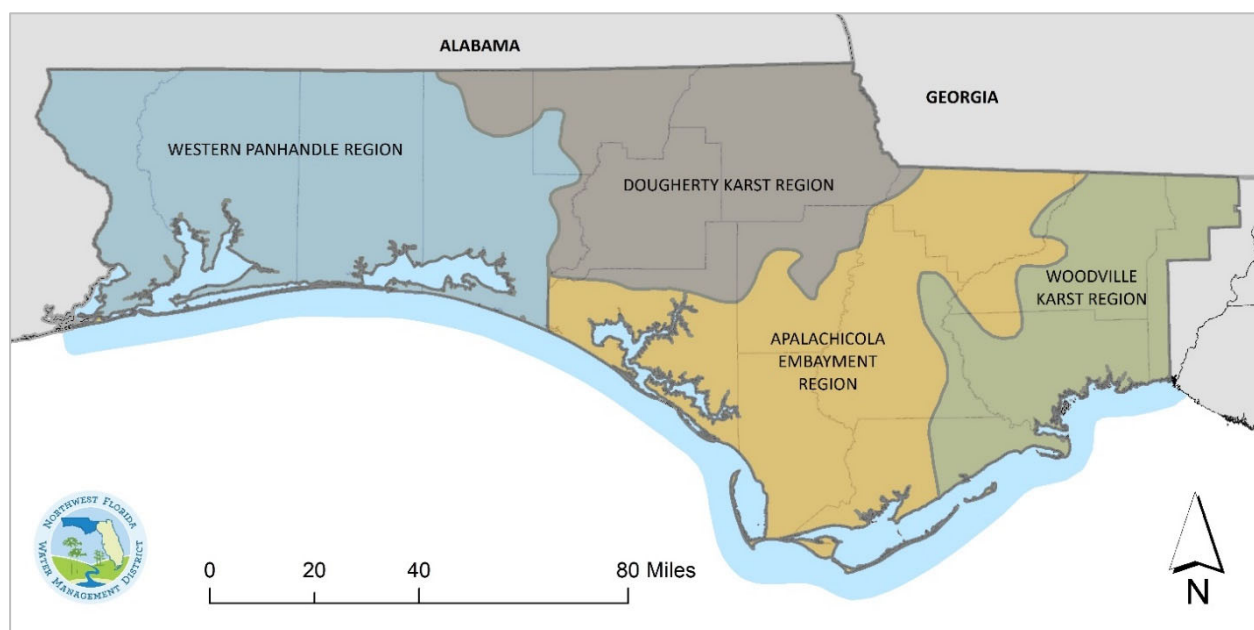 ALABAMA
GEORGIA
WESTERN PANHANDLE REGION
DOUGHERTY KARST REGION
WOODVILLE
KARST REGION
APALACHICOLA
EMBAYMENT
REGION
NORTHWEST FLORIDA
WATER MANAGEMENT DISTRICT
0 20 40 80 Miles
N